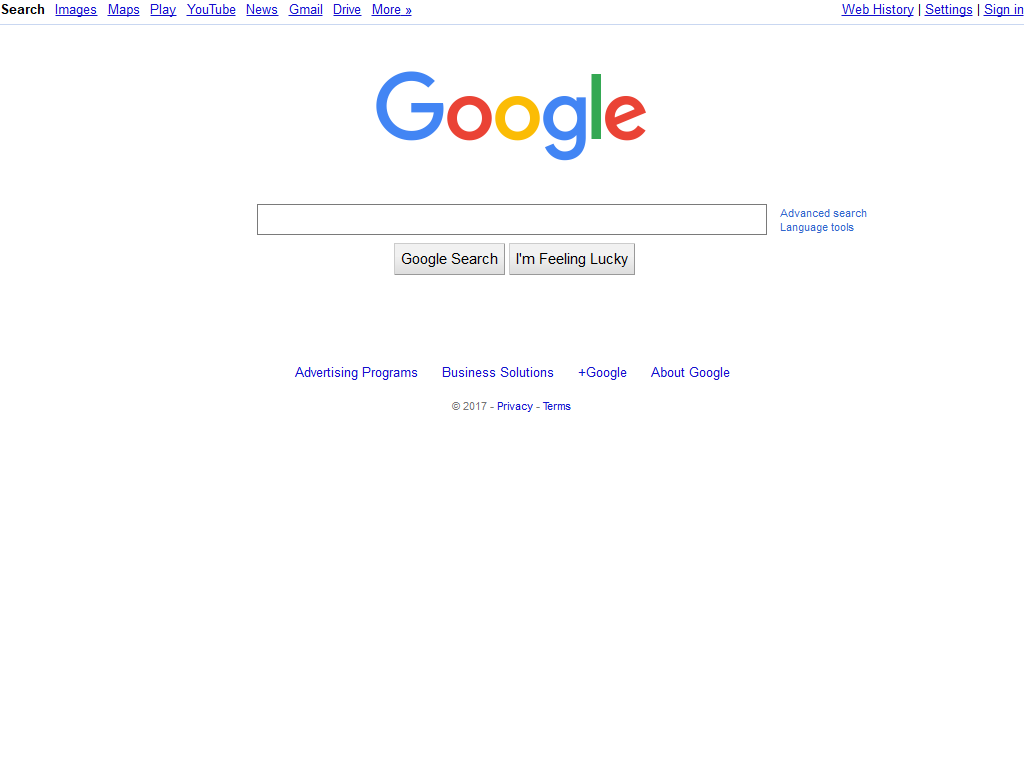 Search Images Maps Play YouTube News Gmail Drive More »
Web History | Settings | Sign in
Google
Advanced search
Language tools
Google Search I'm Feeling Lucky
Advertising Programs Business Solutions +Google About Google
© 2017 - Privacy - Terms